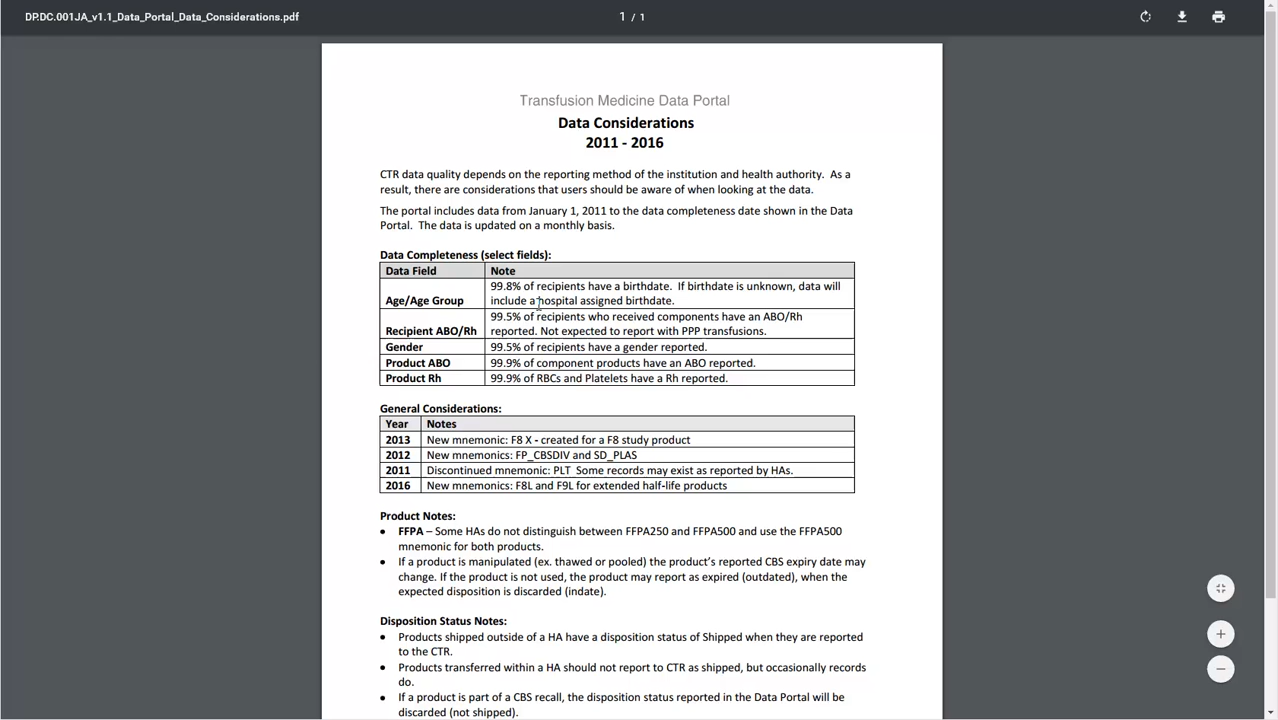 DP.DC.001JA_v1.1_Data_Portal_Data_Considerations.pdf
1 / 1
Transfusion Medicine Data Portal
Data Considerations
2011 - 2016
CTR data quality depends on the reporting method of the institution and health authority. As a
result, there are considerations that users should be aware of when looking at the data.
The portal includes data from January 1, 2011 to the data completeness date shown in the Data
Portal. The data is updated on a monthly basis.
Data Completeness (select fields):
Data Field Note
99.8% of recipients have a birthdate. If birthdate is unknown, data will
Age/Age Group include a hospital assigned birthdate.
99.5% of recipients who received components have an ABO/Rh
Recipient ABO/Rh reported. Not expected to report with PPP transfusions.
Gender 99.5% of recipients have a gender reported.
Product ABO 99.9% of component products have an ABO reported.
Product Rh 99.9% of RBCs and Platelets have a Rh reported.
General Considerations:
Year Notes
2013 New mnemonic: F8 X - created for a F8 study product
2012 New mnemonics: FP_CBSDIV and SD_PLAS
2011 Discontinued mnemonic: PLT Some records may exist as reported by HAs.
2016 New mnemonics: F8L and F9L for extended half-life products
Product Notes:
• FFPA – Some HAs do not distinguish between FFPA250 and FFPA500 and use the FFPA500
mnemonic for both products.
• If a product is manipulated (ex. thawed or pooled) the product's reported CBS expiry date may
change. If the product is not used, the product may report as expired (outdated), when the
expected disposition is discarded (indate).
Disposition Status Notes:
• Products shipped outside of a HA have a disposition status of Shipped when they are reported
to the CTR.
• Products transferred within a HA should not report to CTR as shipped, but occasionally records
do.
• If a product is part of a CBS recall, the disposition status reported in the Data Portal will be
discarded (not shipped).